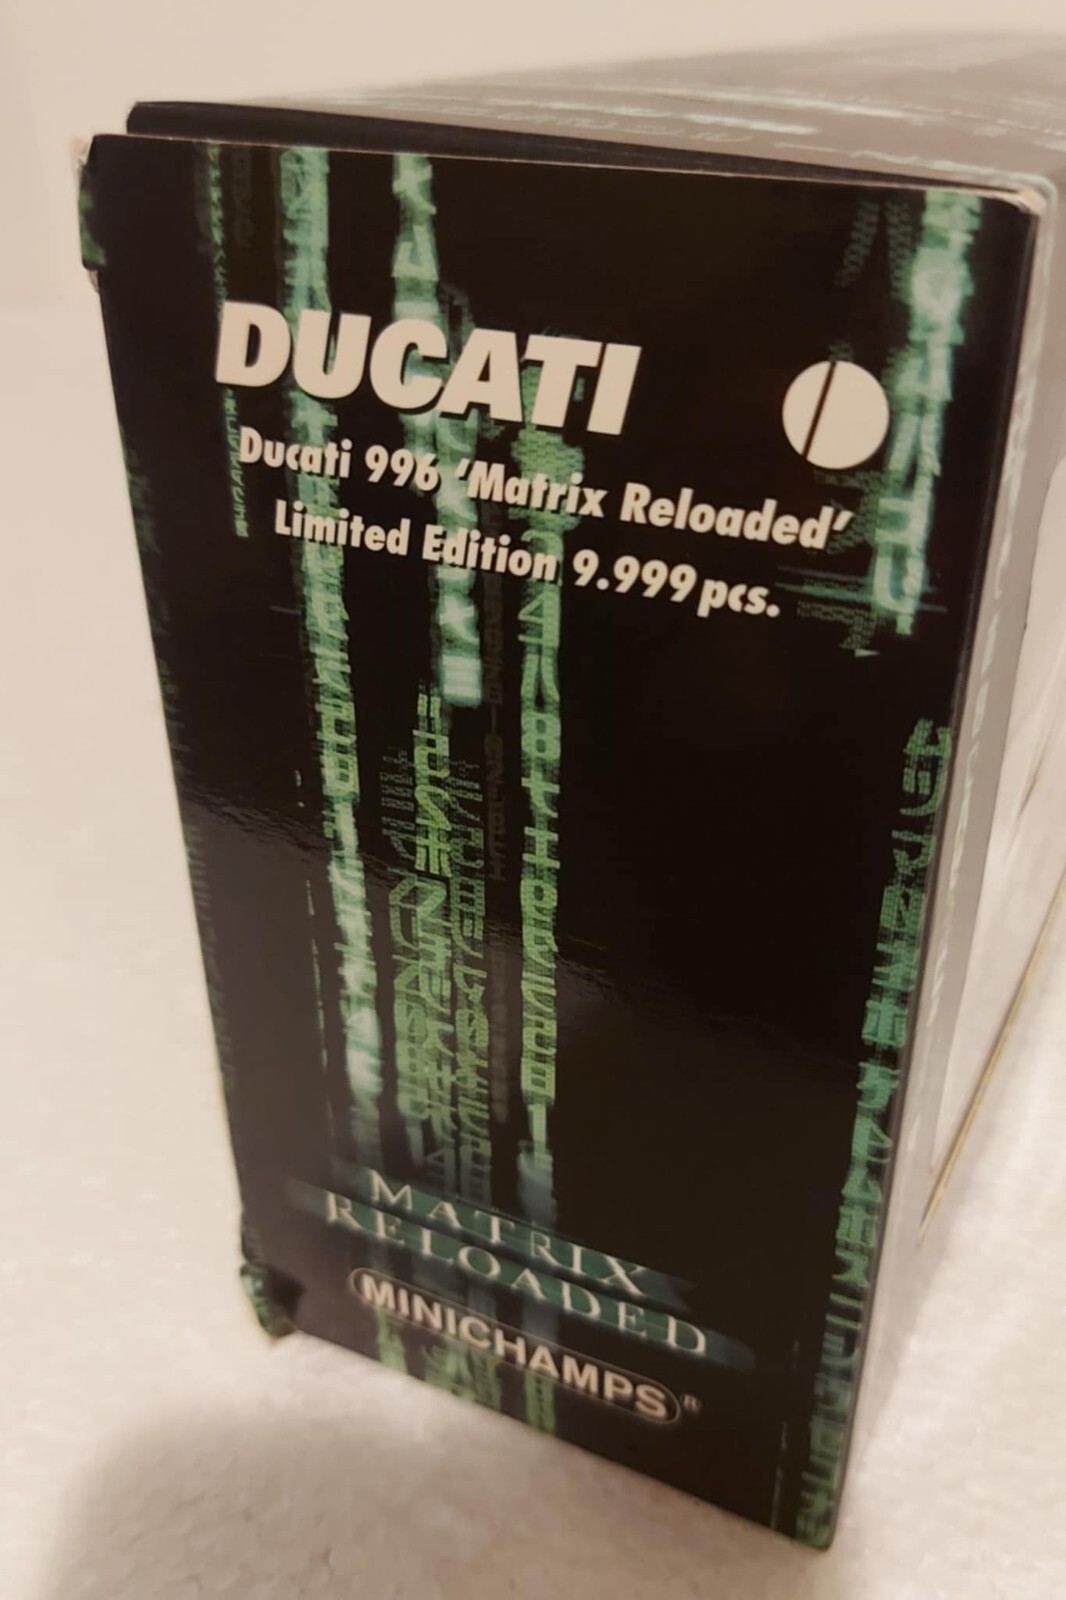 DUCATI
Ducati 996 'Matrix Reloaded'
Limited Edition 9.999 pcs.
MATRIX
RELOADED
MINICHAMPS®